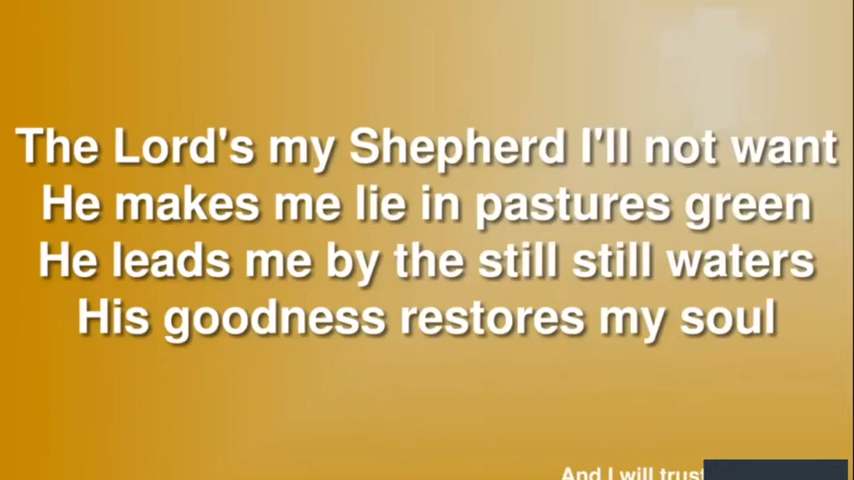 The Lord's my Shepherd I'll not want
He makes me lie in pastures green
He leads me by the still still waters
His goodness restores my soul
And I will trust